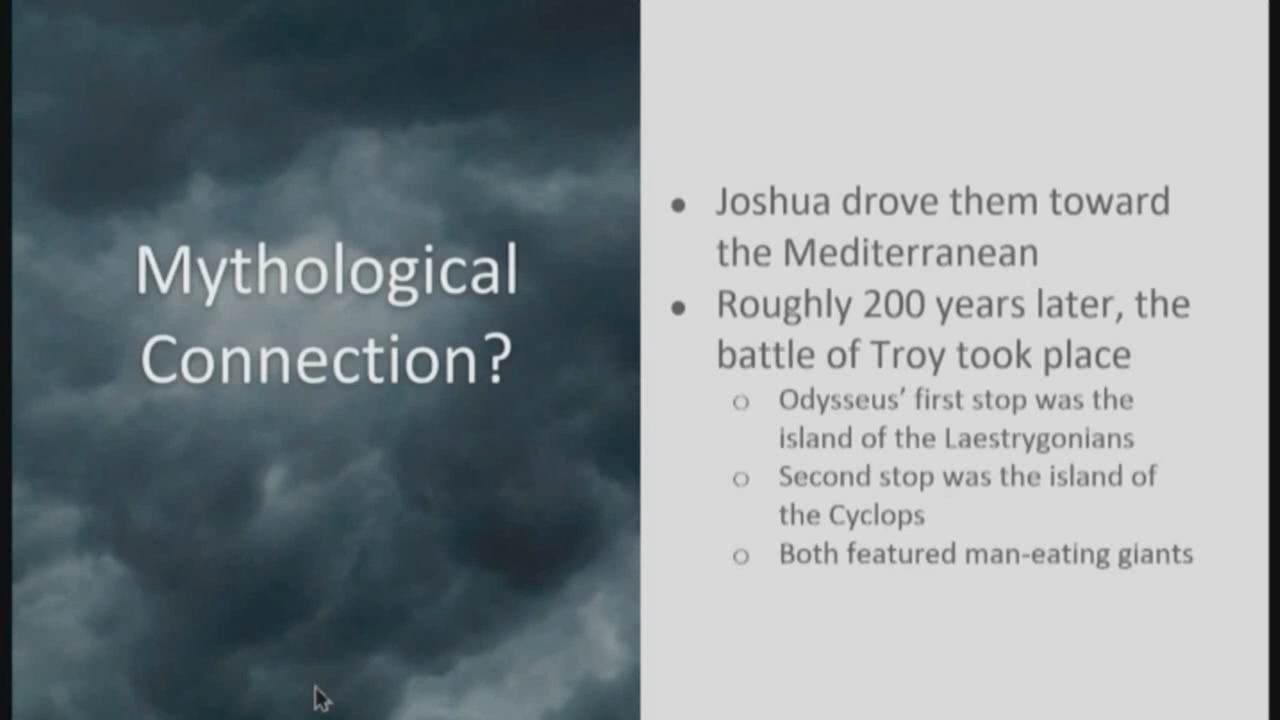 Mythological
Connection?
• Joshua drove them toward
the Mediterranean
• Roughly 200 years later, the
battle of Troy took place
○ Odysseus’ first stop was the
island of the Laestrygonians
○ Second stop was the island of
the Cyclops
○ Both featured man-eating giants